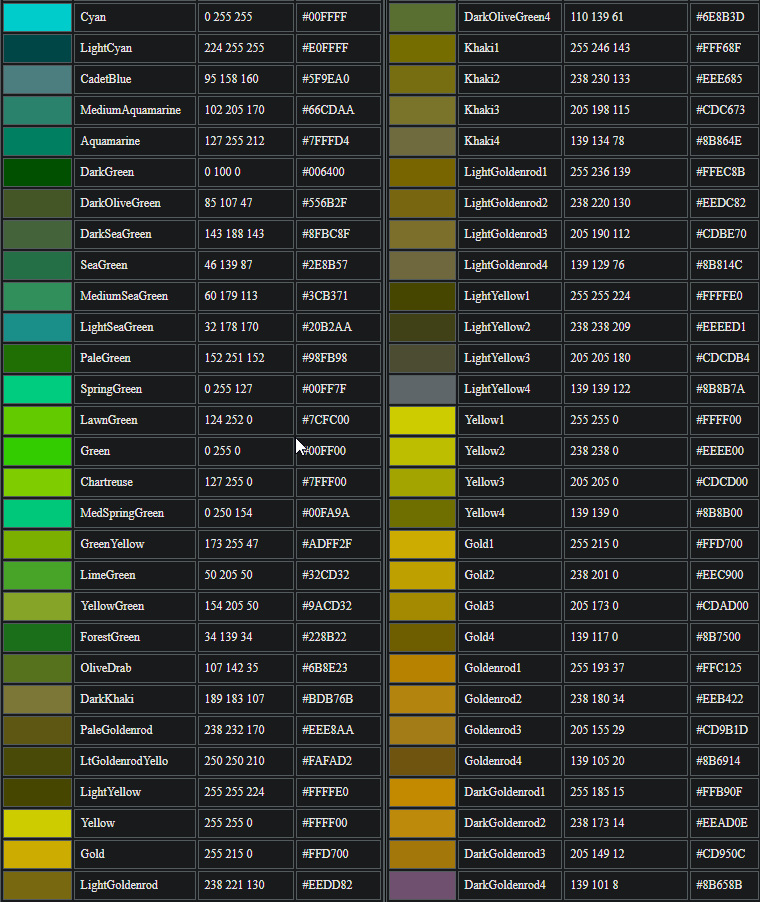 Cyan 0 255 255 #00FFFF DarkOliveGreen4 110 139 61 #6E8B3D
LightCyan 224 255 255 #E0FFFF Khaki1 255 246 143 #FFF68F
CadetBlue 95 158 160 #5F9EA0 Khaki2 238 230 133 #EEE685
MediumAquamarine 102 205 170 #66CDAA Khaki3 205 198 115 #CDC673
Aquamarine 127 255 212 #7FFFD4 Khaki4 139 134 78 #8B864E
DarkGreen 0 100 0 #006400 LightGoldenrod1 255 236 139 #FFEC8B
DarkOliveGreen 85 107 47 #556B2F LightGoldenrod2 238 220 130 #EEDC82
DarkSeaGreen 143 188 143 #8FBC8F LightGoldenrod3 205 190 112 #CDBE70
SeaGreen 46 139 87 #2E8B57 LightGoldenrod4 139 129 76 #8B814C
MediumSeaGreen 60 179 113 #3CB371 LightYellow1 255 255 224 #FFFFE0
LightSeaGreen 32 178 170 #20B2AA LightYellow2 238 238 209 #EEEED1
PaleGreen 152 251 152 #98FB98 LightYellow3 205 205 180 #CDCDB4
SpringGreen 0 255 127 #00FF7F LightYellow4 139 139 122 #8B8B7A
LawnGreen 124 252 0 #7CFC00 Yellow1 255 255 0 #FFFF00
Green 0 255 0 #00FF00 Yellow2 238 238 0 #EEEE00
Chartreuse 127 255 0 #7FFF00 Yellow3 205 205 0 #CDCD00
MedSpringGreen 0 250 154 #00FA9A Yellow4 139 139 0 #8B8B00
GreenYellow 173 255 47 #ADFF2F Gold1 255 215 0 #FFD700
LimeGreen 50 205 50 #32CD32 Gold2 238 201 0 #EEC900
YellowGreen 154 205 50 #9ACD32 Gold3 205 173 0 #CDAD00
ForestGreen 34 139 34 #228B22 Gold4 139 117 0 #8B7500
OliveDrab 107 142 35 #6B8E23 Goldenrod1 255 193 37 #FFC125
DarkKhaki 189 183 107 #BDB76B Goldenrod2 238 180 34 #EEB422
PaleGoldenrod 238 232 170 #EEE8AA Goldenrod3 205 155 29 #CD9B1D
LtGoldenrodYello 250 250 210 #FAFAD2 Goldenrod4 139 105 20 #8B6914
LightYellow 255 255 224 #FFFFE0 DarkGoldenrod1 255 185 15 #FFB90F
Yellow 255 255 0 #FFFF00 DarkGoldenrod2 238 173 14 #EEAD0E
Gold 255 215 0 #FFD700 DarkGoldenrod3 205 149 12 #CD950C
LightGoldenrod 238 221 130 #EEDD82 DarkGoldenrod4 139 101 8 #8B658B